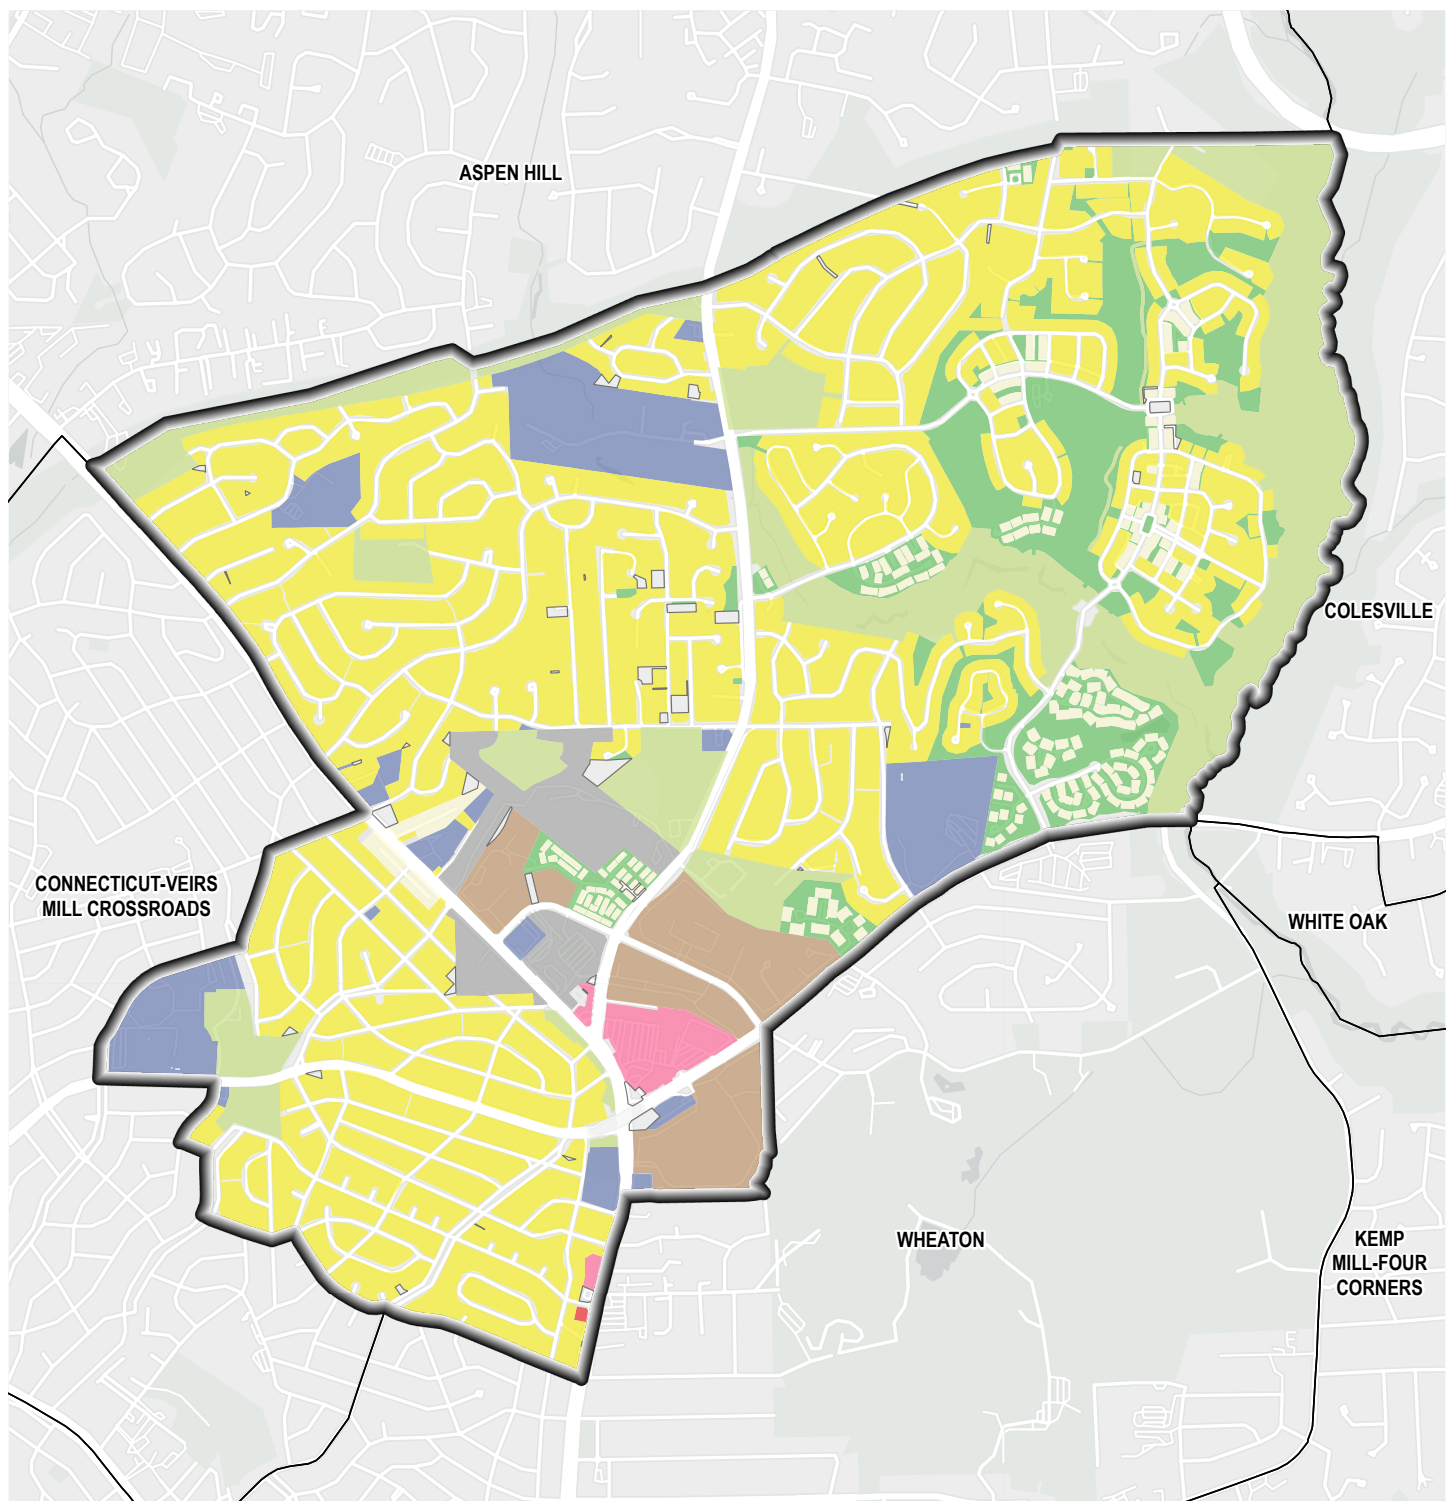 ASPEN HILL
COLESVILLE
CONNECTICUT-VEIRS
MILL CROSSROADS
WHITE OAK
WHEATON
KEMP
MILL-FOUR
CORNERS